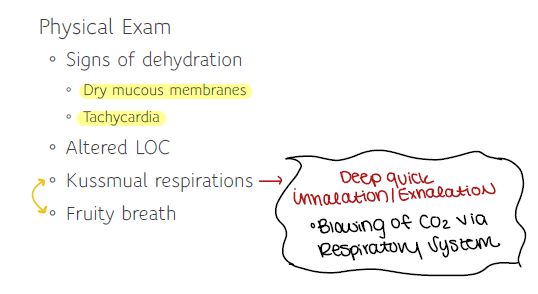 Physical Exam
◦ Signs of dehydration
◦ Dry mucous membranes
◦ Tachycardia
◦ Altered LOC
◦ Kussmual respirations → Deep quick
inhalation/Exhalation
•Blowing of CO₂ via
Respiratory System
◦ Fruity breath